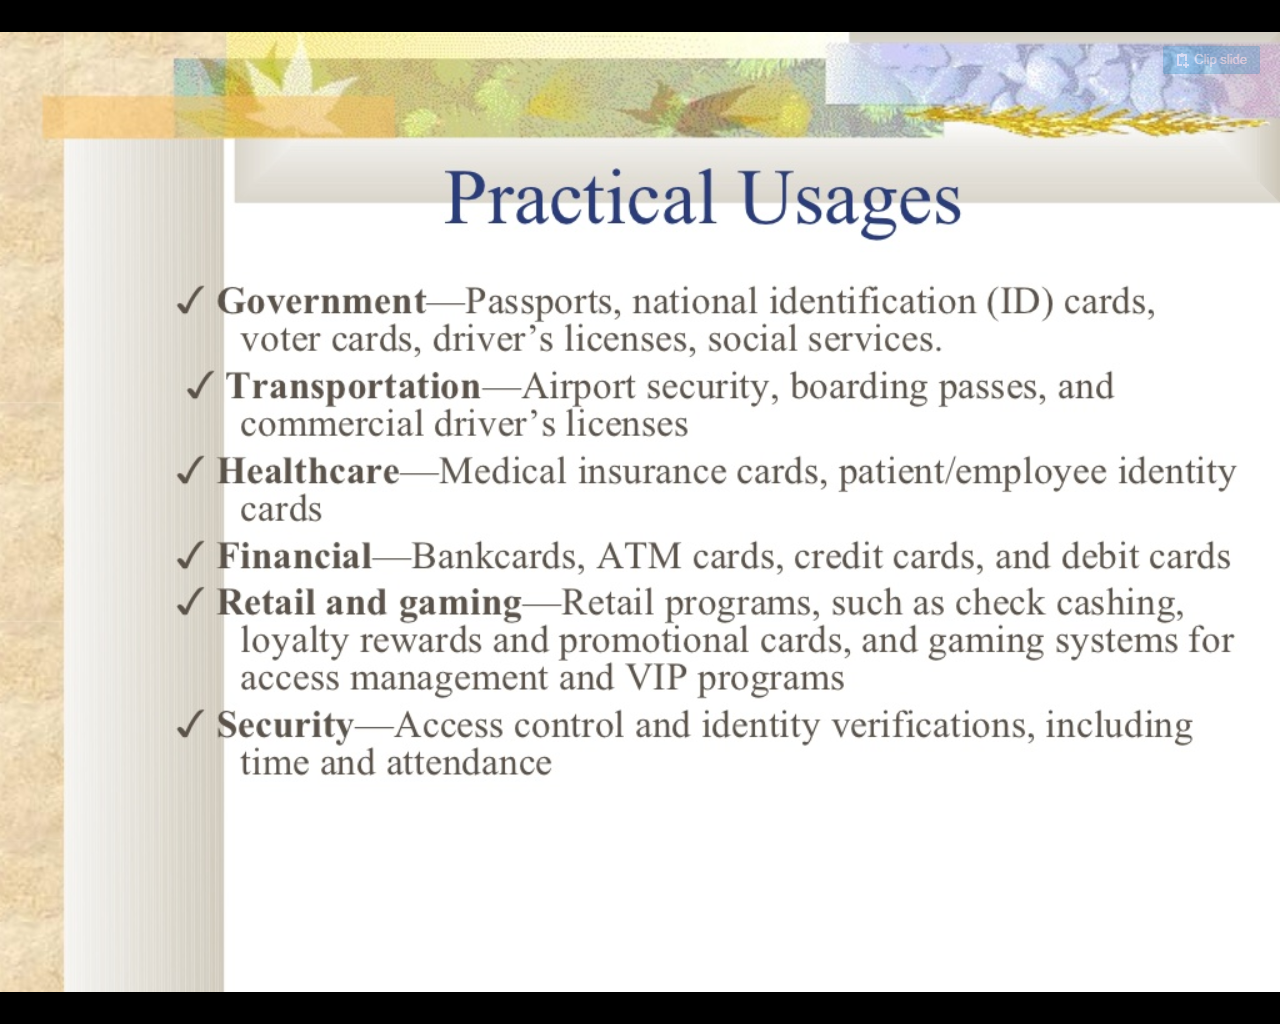 Clip slide
Practical Usages
✓ Government—Passports, national identification (ID) cards,
voter cards, driver’s licenses, social services.
✓ Transportation—Airport security, boarding passes, and
commercial driver’s licenses
✓ Healthcare—Medical insurance cards, patient/employee identity
cards
✓ Financial—Bankcards, ATM cards, credit cards, and debit cards
✓ Retail and gaming—Retail programs, such as check cashing,
loyalty rewards and promotional cards, and gaming systems for
access management and VIP programs
✓ Security—Access control and identity verifications, including
time and attendance